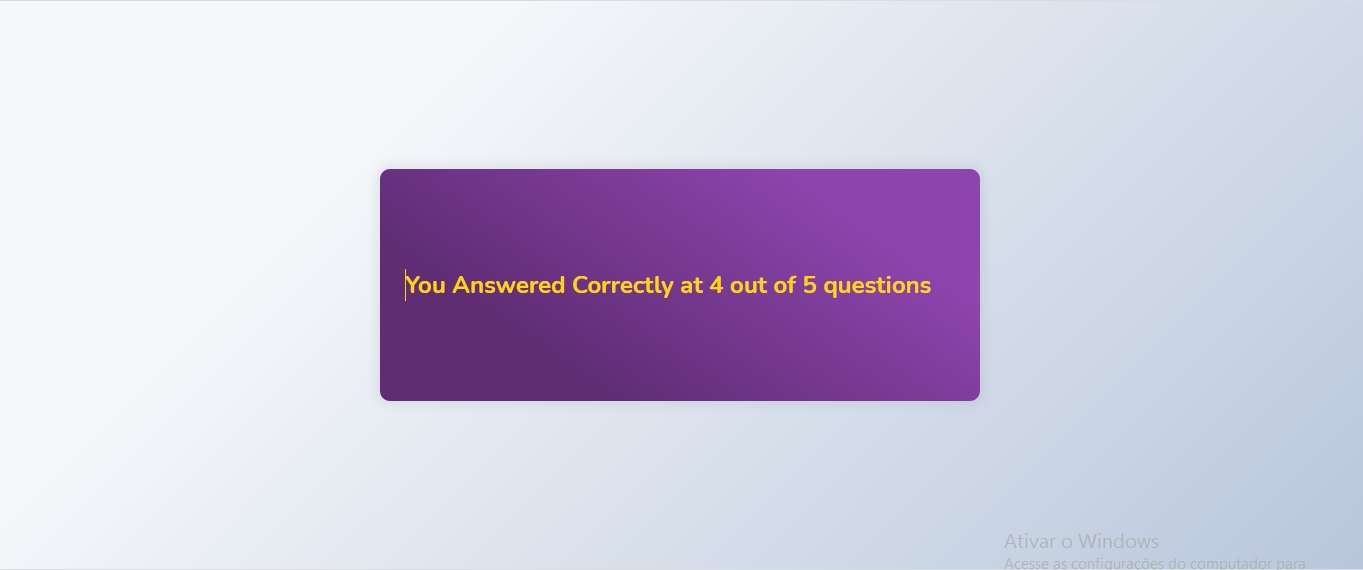 You Answered Correctly at 4 out of 5 questions
Ativar o Windows
Acesse as configurações do computador para